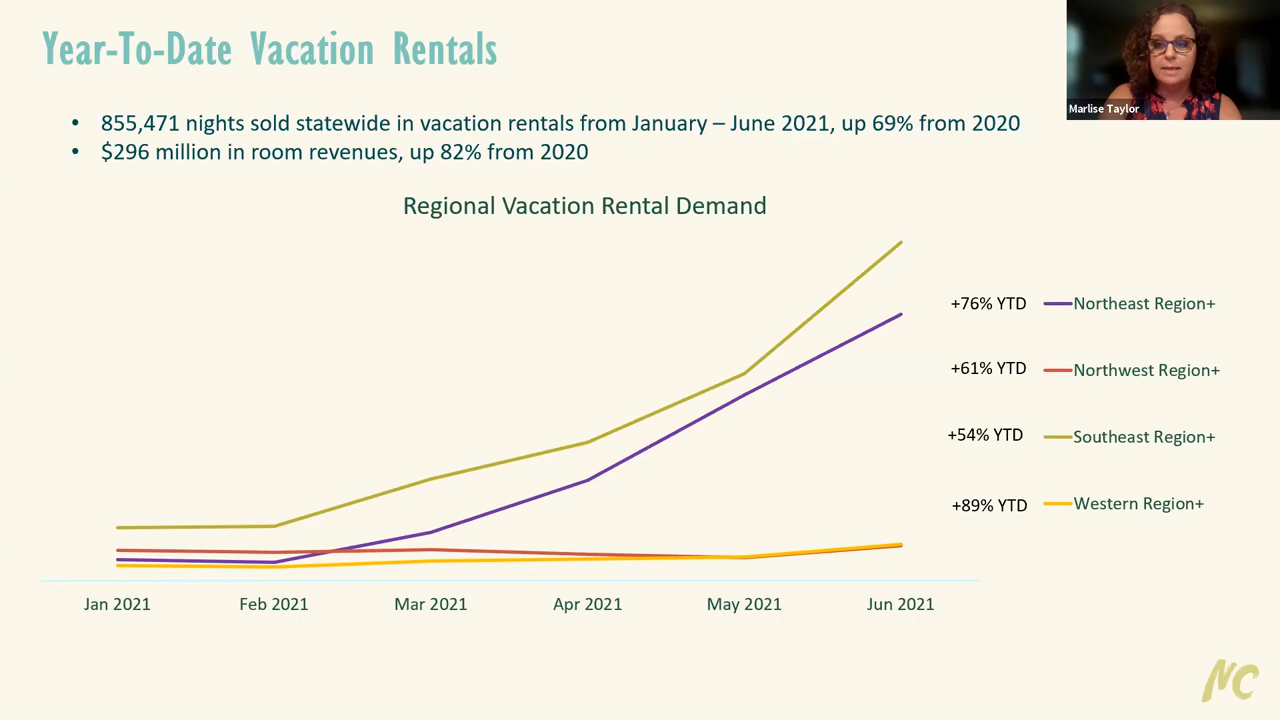 Year-To-Date Vacation Rentals
Marlise Taylor
• 855,471 nights sold statewide in vacation rentals from January – June 2021, up 69% from 2020
• $296 million in room revenues, up 82% from 2020
Regional Vacation Rental Demand
+76% YTD Northeast Region+
+61% YTD Northwest Region+
+54% YTD Southeast Region+
+89% YTD Western Region+
Jan 2021 Feb 2021 Mar 2021 Apr 2021 May 2021 Jun 2021
NC